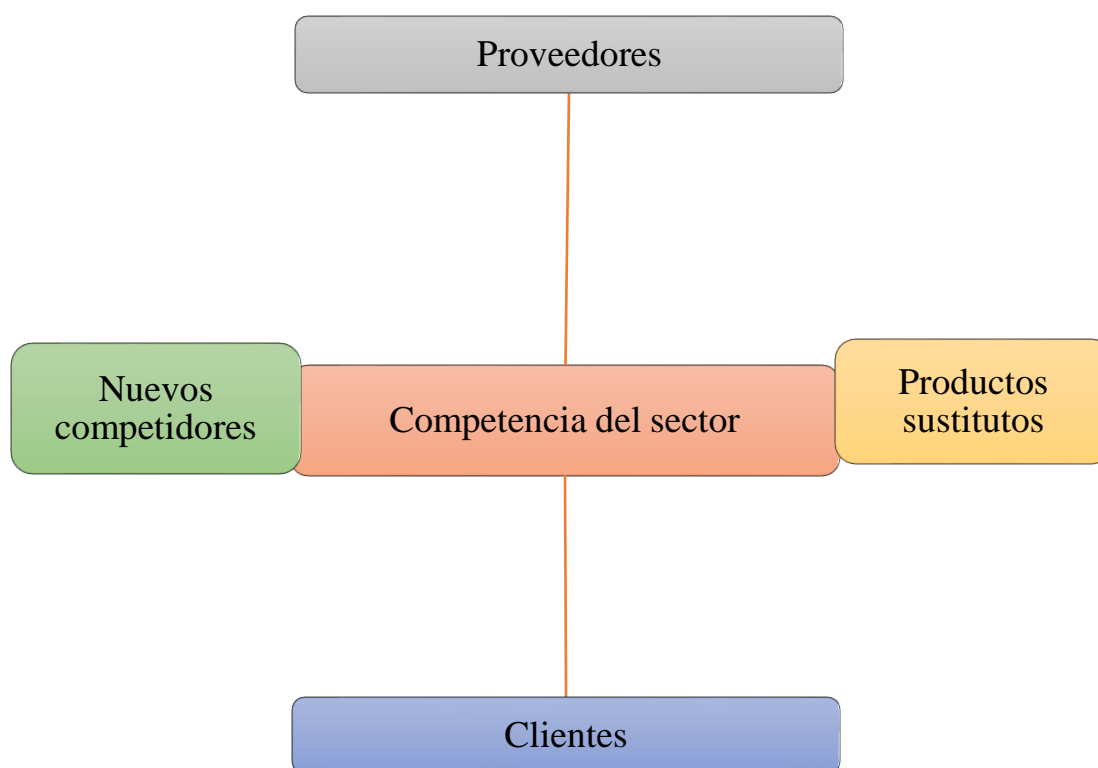 Proveedores
Nuevos
competidores
Competencia del sector
Productos
sustitutos
Clientes